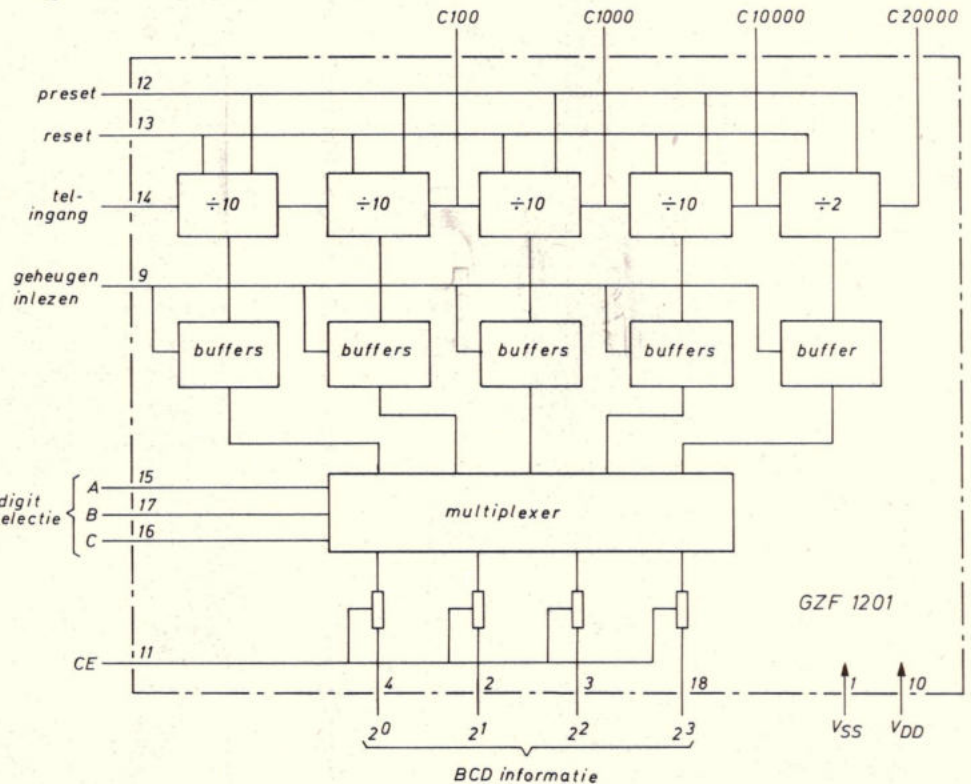 C100 C1000 C10000 C20000
preset 12
reset 13
tel-
ingang 14
÷10 ÷10 ÷10 ÷10 ÷2
geheugen 9
inlezen
buffers buffers buffers buffers buffer
digit
electie
A 15
B 17
C 16
multiplexer
GZF 1201
CE 11
4 2 3 18 1 10
2⁰ 2¹ 2² 2³ VSS VDD
BCD informatie